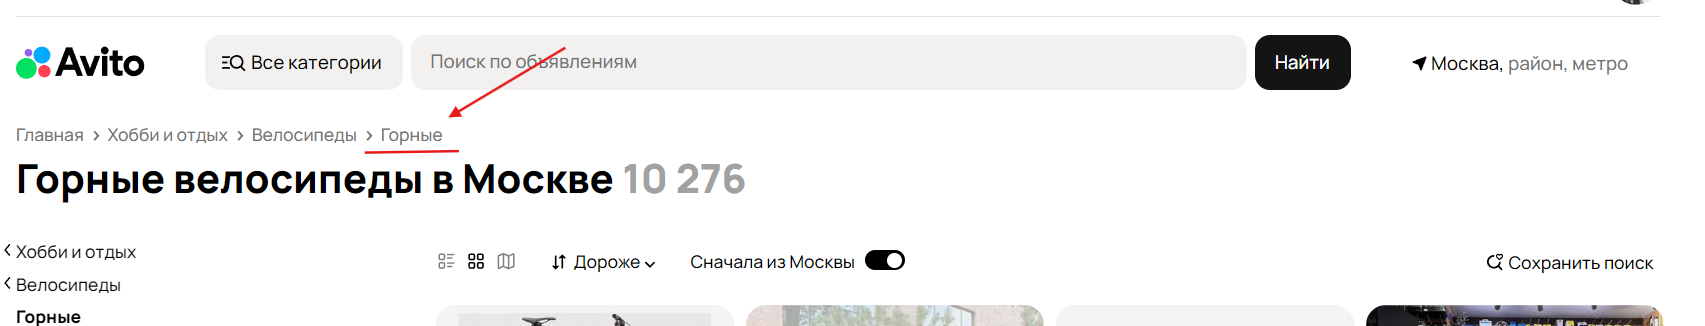 Avito
Все категории
Поиск по объявлениям
Найти
Москва, район, метро
Главная > Хобби и отдых > Велосипеды > Горные
Горные велосипеды в Москве 10 276
Хобби и отдых
Дороже
Сначала из Москвы
Сохранить поиск
Велосипеды
Горные